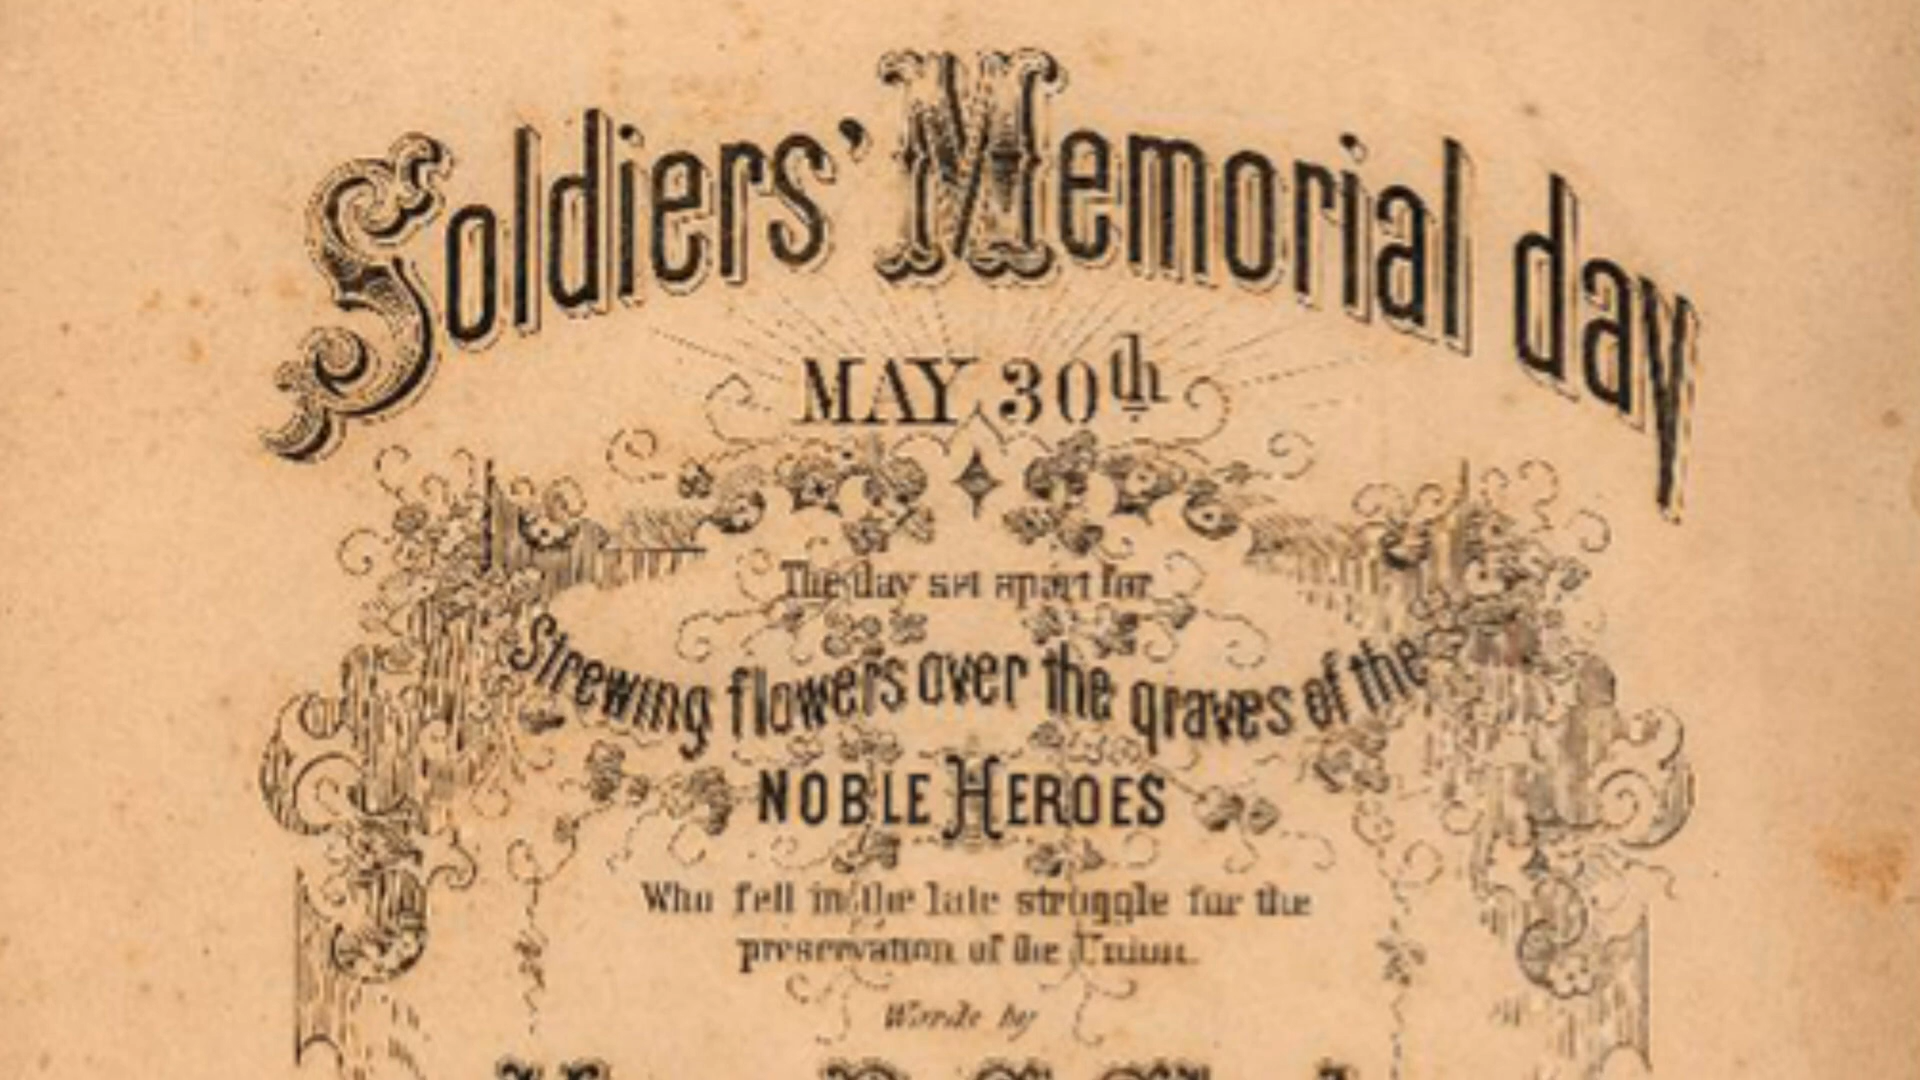 Soldiers' Memorial day
MAY 30th
The day set apart for
Strewing flowers over the graves of the
NOBLE HEROES
Who fell in the late struggle for the
preservation of the Union.
Words by